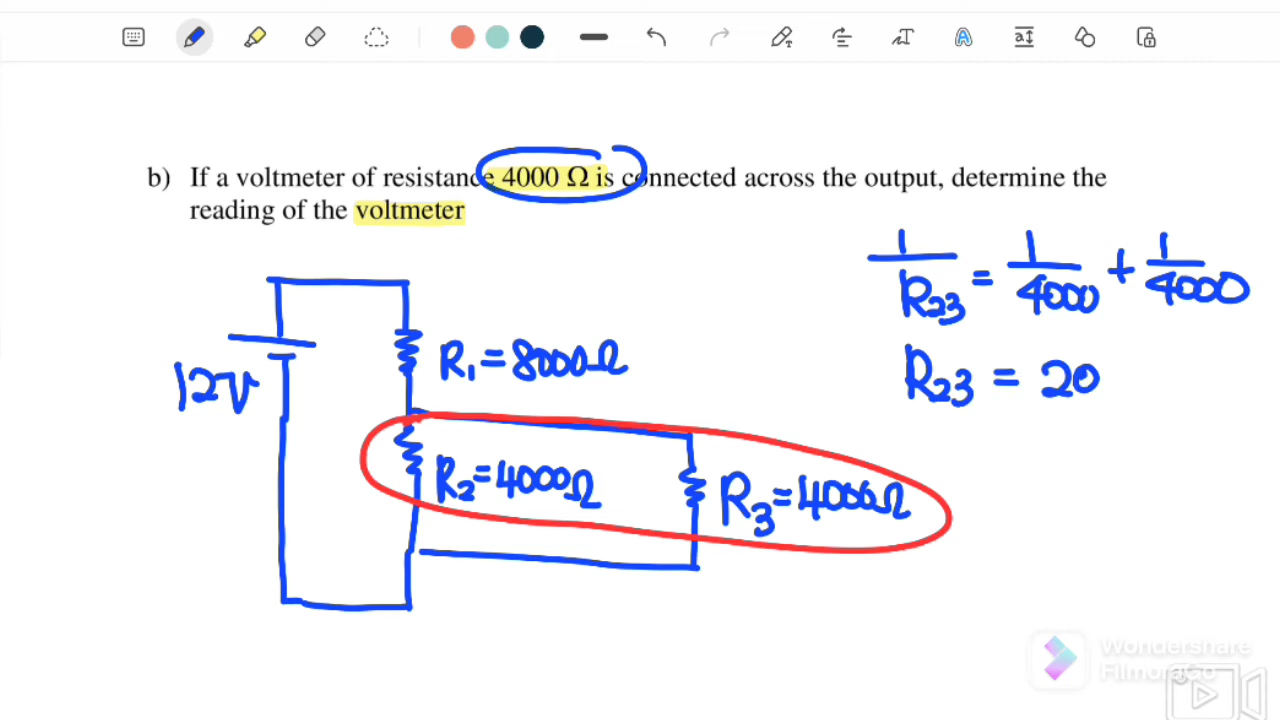 b) If a voltmeter of resistance 4000 Ω is connected across the output, determine the
reading of the voltmeter
1/R₂₃ = 1/4000 + 1/4000
R₂₃ = 20
12V
R₁=8000Ω
R₂=4000Ω
R₃=4000Ω
Wondershare
FilmoraGo